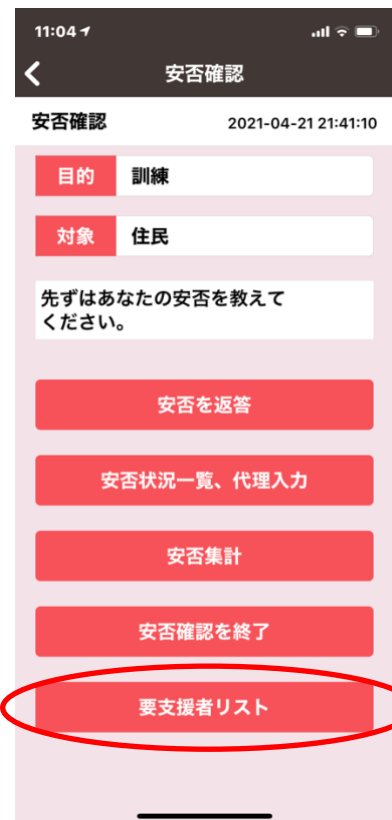 11:04
安否確認
安否確認 2021-04-21 21:41:10
目的 訓練
対象 住民
先ずはあなたの安否を教えて
ください。
安否を返答
安否状況一覧、代理入力
安否集計
安否確認を終了
要支援者リスト